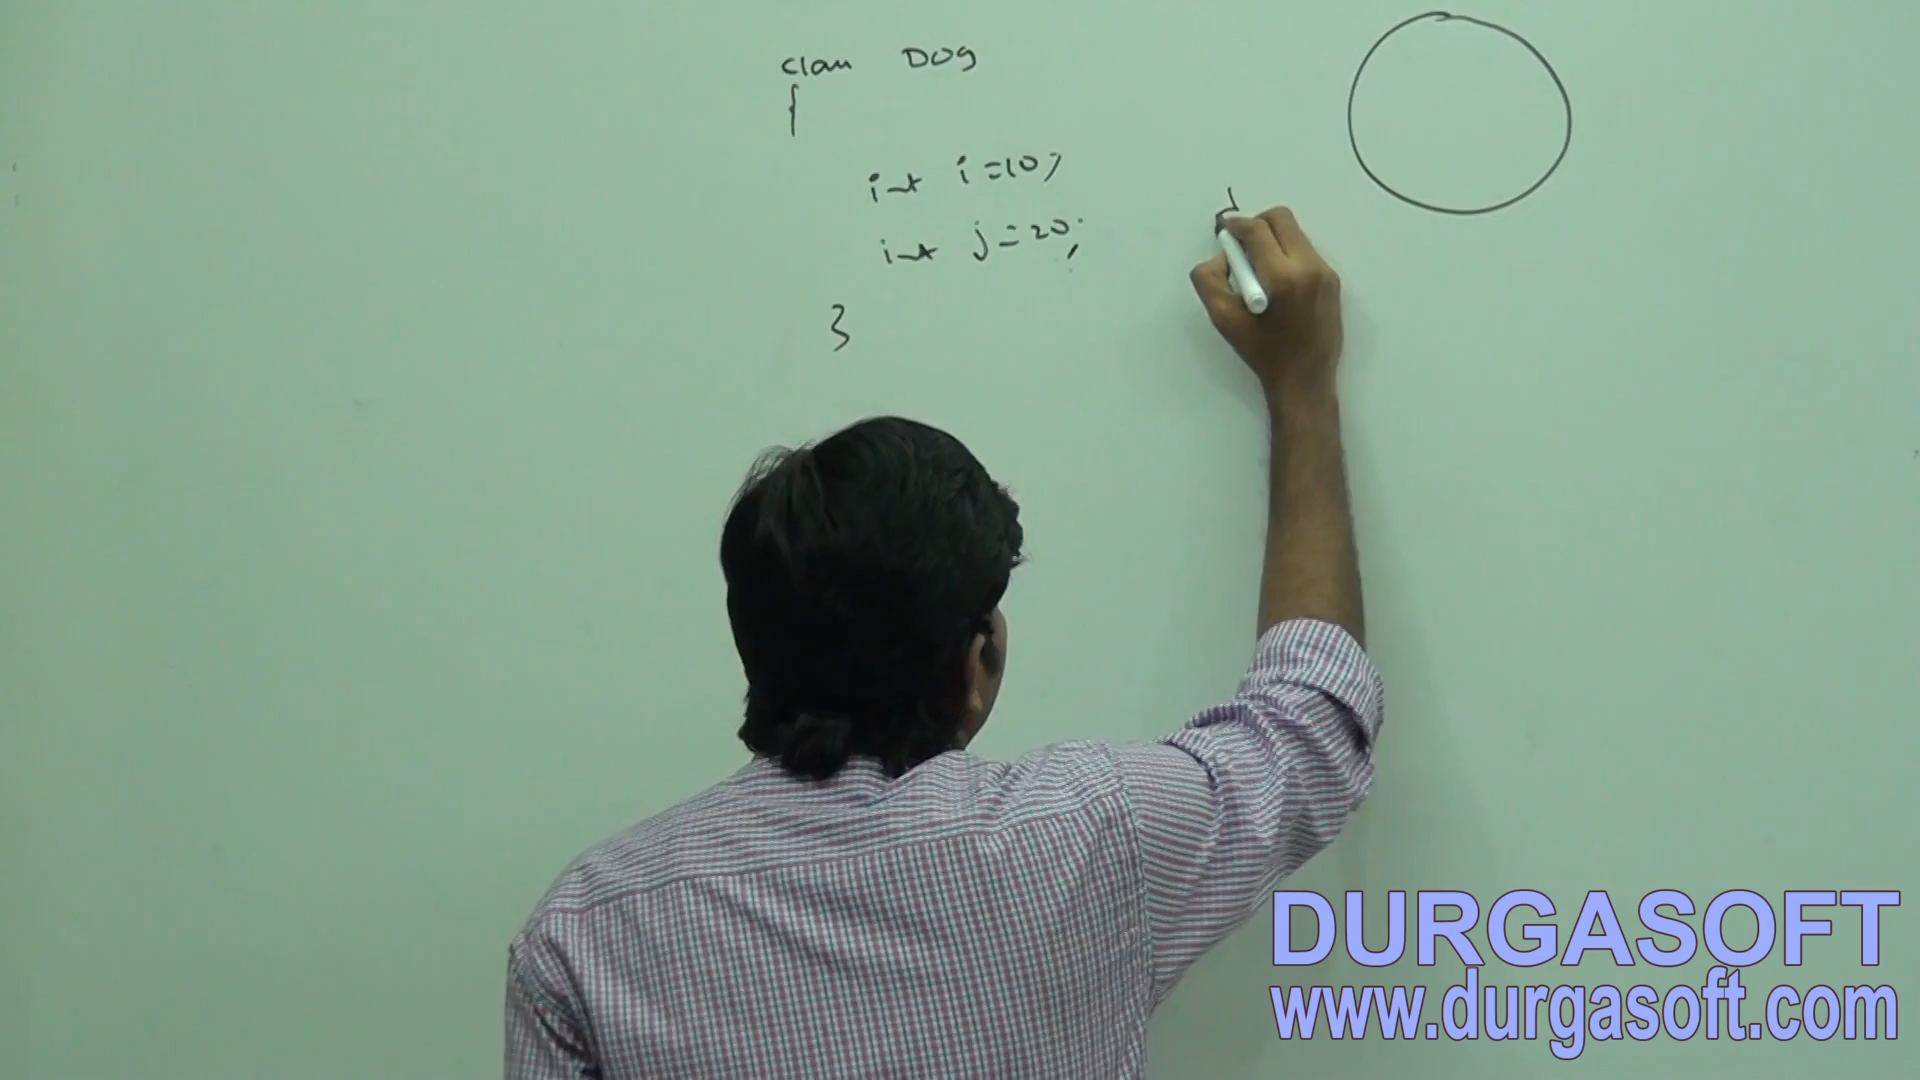 class Dog
{
int i=10;
int j=20;
}
d
DURGASOFT
www.durgasoft.com